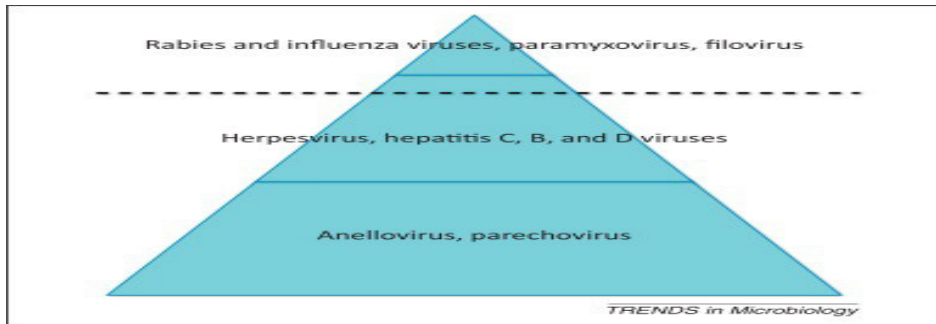 Rabies and influenza viruses, paramyxovirus, filovirus
Herpesvirus, hepatitis C, B, and D viruses
Anellovirus, parechovirus
TRENDS in Microbiology